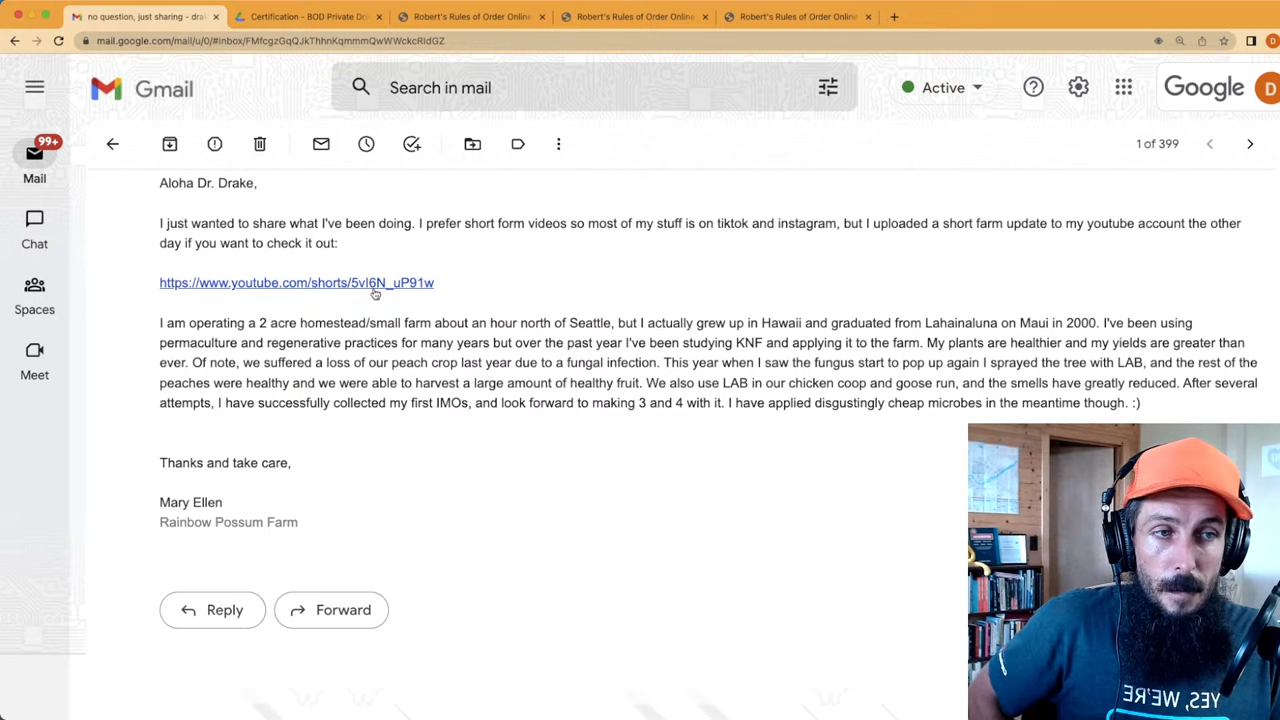 no question, just sharing - dra
Certification - BOD Private Dr
Robert's Rules of Order Online
Robert's Rules of Order Online
Robert's Rules of Order Online
mail.google.com/mail/u/0/#inbox/FMfcgzGqQJkThhnKqmmmQwWWckcRldGZ
Gmail
Search in mail
Active
Google
D
99+
Mail
Chat
Spaces
Meet
1 of 399
Aloha Dr. Drake,
I just wanted to share what I've been doing. I prefer short form videos so most of my stuff is on tiktok and instagram, but I uploaded a short farm update to my youtube account the other
day if you want to check it out:
https://www.youtube.com/shorts/5vI6N_uP91w
I am operating a 2 acre homestead/small farm about an hour north of Seattle, but I actually grew up in Hawaii and graduated from Lahainaluna on Maui in 2000. I've been using
permaculture and regenerative practices for many years but over the past year I've been studying KNF and applying it to the farm. My plants are healthier and my yields are greater than
ever. Of note, we suffered a loss of our peach crop last year due to a fungal infection. This year when I saw the fungus start to pop up again I sprayed the tree with LAB, and the rest of the
peaches were healthy and we were able to harvest a large amount of healthy fruit. We also use LAB in our chicken coop and goose run, and the smells have greatly reduced. After several
attempts, I have successfully collected my first IMOs, and look forward to making 3 and 4 with it. I have applied disgustingly cheap microbes in the meantime though. :)
Thanks and take care,
Mary Ellen
Rainbow Possum Farm
Reply
Forward
YES, WE'RE